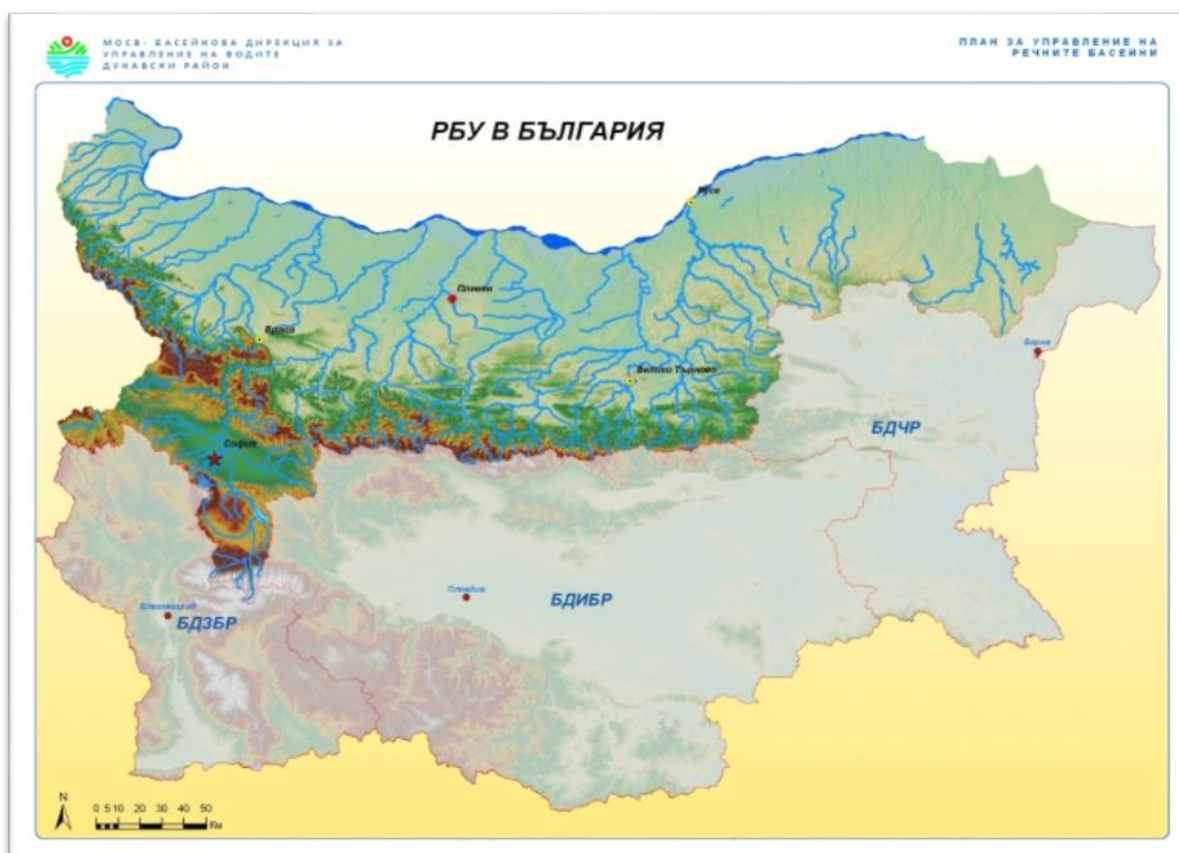 МОСВ- БАСЕЙНОВА ДИРЕКЦИЯ ЗА
УПРАВЛЕНИЕ НА ВОДИТЕ
ДУНАВСКИ РАЙОН
ПЛАН ЗА УПРАВЛЕНИЕ НА
РЕЧНИТЕ БАСЕЙНИ
РБУ В БЪЛГАРИЯ
Русе
Плевен
Враца
Варна
Велико Търново
БДЧР
София
Пловдив
БДИБР
Благоевград
БДЗБР
N
0 5 10 20 30 40 50
Км